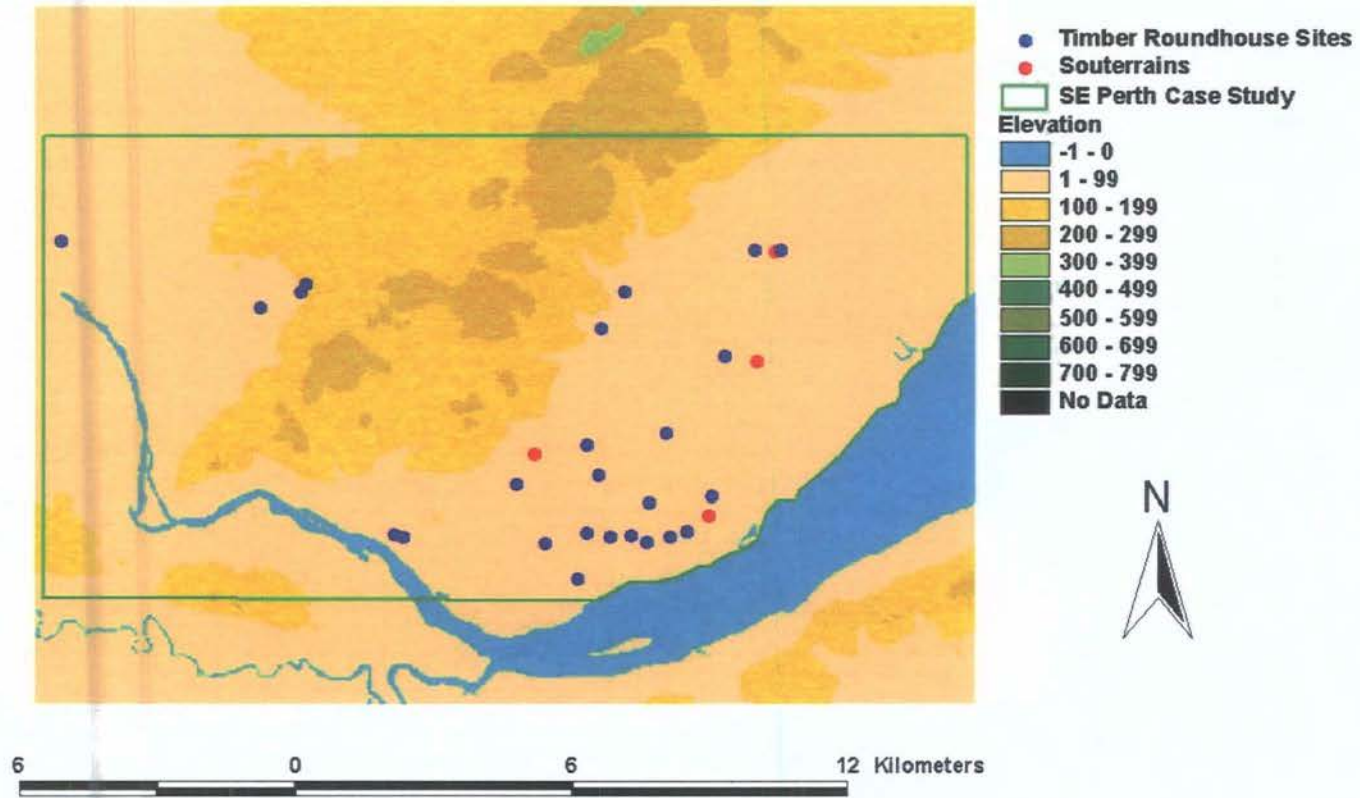 Timber Roundhouse Sites
Souterrains
SE Perth Case Study
Elevation
-1 - 0
1 - 99
100 - 199
200 - 299
300 - 399
400 - 499
500 - 599
600 - 699
700 - 799
No Data
N
6 0 6 12 Kilometers